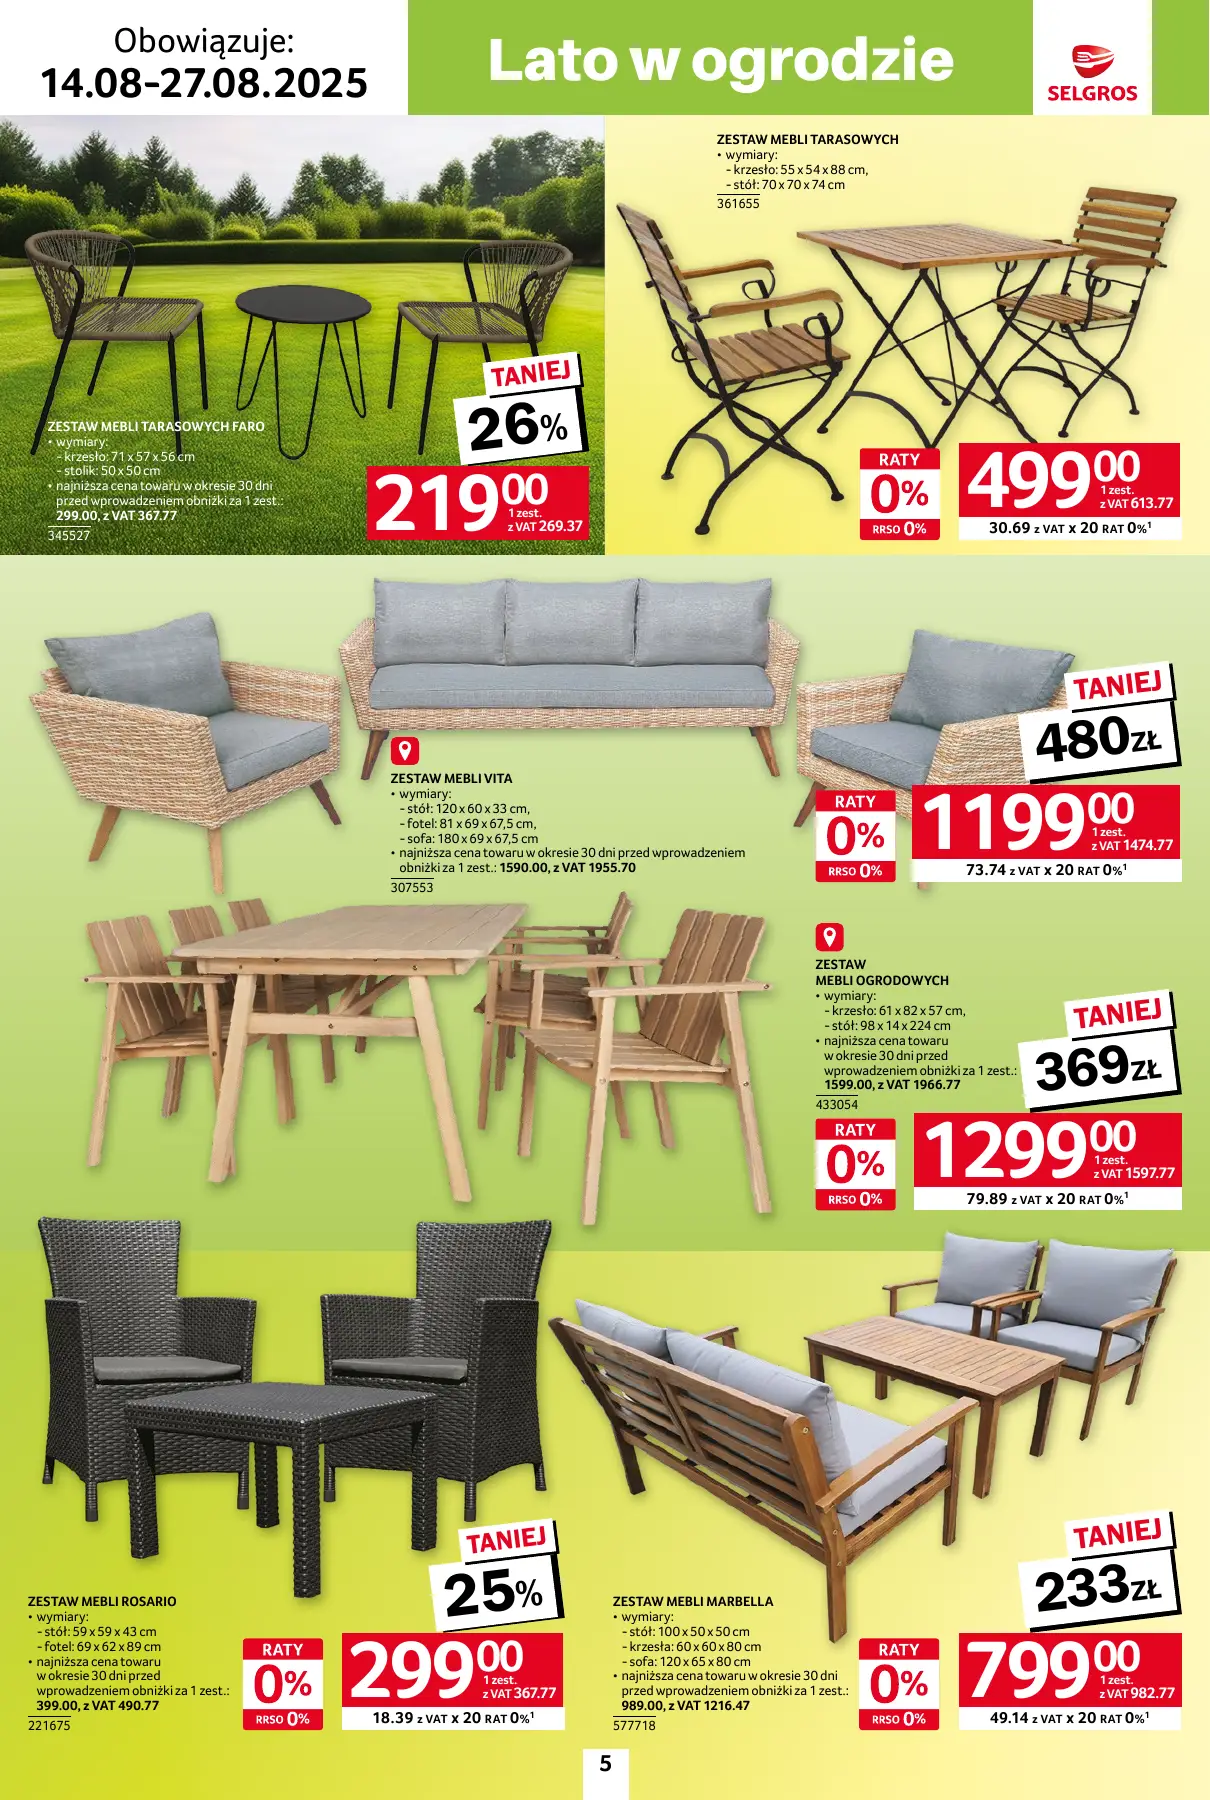 Obowiązuje:
14.08-27.08.2025
Lato w ogrodzie
SELGROS
ZESTAW MEBLI TARASOWYCH FARO
• wymiary:
- krzesło: 71 x 57 x 56 cm
- stolik: 50 x 50 cm
• najniższa cena towaru w okresie 30 dni
przed wprowadzeniem obniżki za 1 zest.:
299.00, z VAT 367.77
345527
TANIEJ
26%
219 00
1 zest.
z VAT 269.37
ZESTAW MEBLI TARASOWYCH
• wymiary:
- krzesło: 55 x 54 x 88 cm,
- stół: 70 x 70 x 74 cm
361655
RATY
0%
RRSO 0%
499 00
1 zest.
z VAT 613.77
30.69 z VAT x 20 RAT 0%¹
ZESTAW MEBLI VITA
• wymiary:
- stół: 120 x 60 x 33 cm,
- fotel: 81 x 69 x 67,5 cm,
- sofa: 180 x 69 x 67,5 cm
• najniższa cena towaru w okresie 30 dni przed wprowadzeniem
obniżki za 1 zest.: 1590.00, z VAT 1955.70
307553
TANIEJ
480ZŁ
RATY
0%
RRSO 0%
1199 00
1 zest.
z VAT 1474.77
73.74 z VAT x 20 RAT 0%¹
ZESTAW
MEBLI OGRODOWYCH
• wymiary:
- krzesło: 61 x 82 x 57 cm,
- stół: 98 x 14 x 224 cm
• najniższa cena towaru
w okresie 30 dni przed
wprowadzeniem obniżki za 1 zest.:
1599.00, z VAT 1966.77
433054
TANIEJ
369ZŁ
RATY
0%
RRSO 0%
1299 00
1 zest.
z VAT 1597.77
79.89 z VAT x 20 RAT 0%¹
ZESTAW MEBLI ROSARIO
• wymiary:
- stół: 59 x 59 x 43 cm
- fotel: 69 x 62 x 89 cm
• najniższa cena towaru
w okresie 30 dni przed
wprowadzeniem obniżki za 1 zest.:
399.00, z VAT 490.77
221675
TANIEJ
25%
RATY
0%
RRSO 0%
299 00
1 zest.
z VAT 367.77
18.39 z VAT x 20 RAT 0%¹
ZESTAW MEBLI MARBELLA
• wymiary:
- stół: 100 x 50 x 50 cm
- krzesła: 60 x 60 x 80 cm
- sofa: 120 x 65 x 80 cm
• najniższa cena towaru w okresie 30 dni
przed wprowadzeniem obniżki za 1 zest.:
989.00, z VAT 1216.47
577718
TANIEJ
233ZŁ
RATY
0%
RRSO 0%
799 00
1 zest.
z VAT 982.77
49.14 z VAT x 20 RAT 0%¹
5